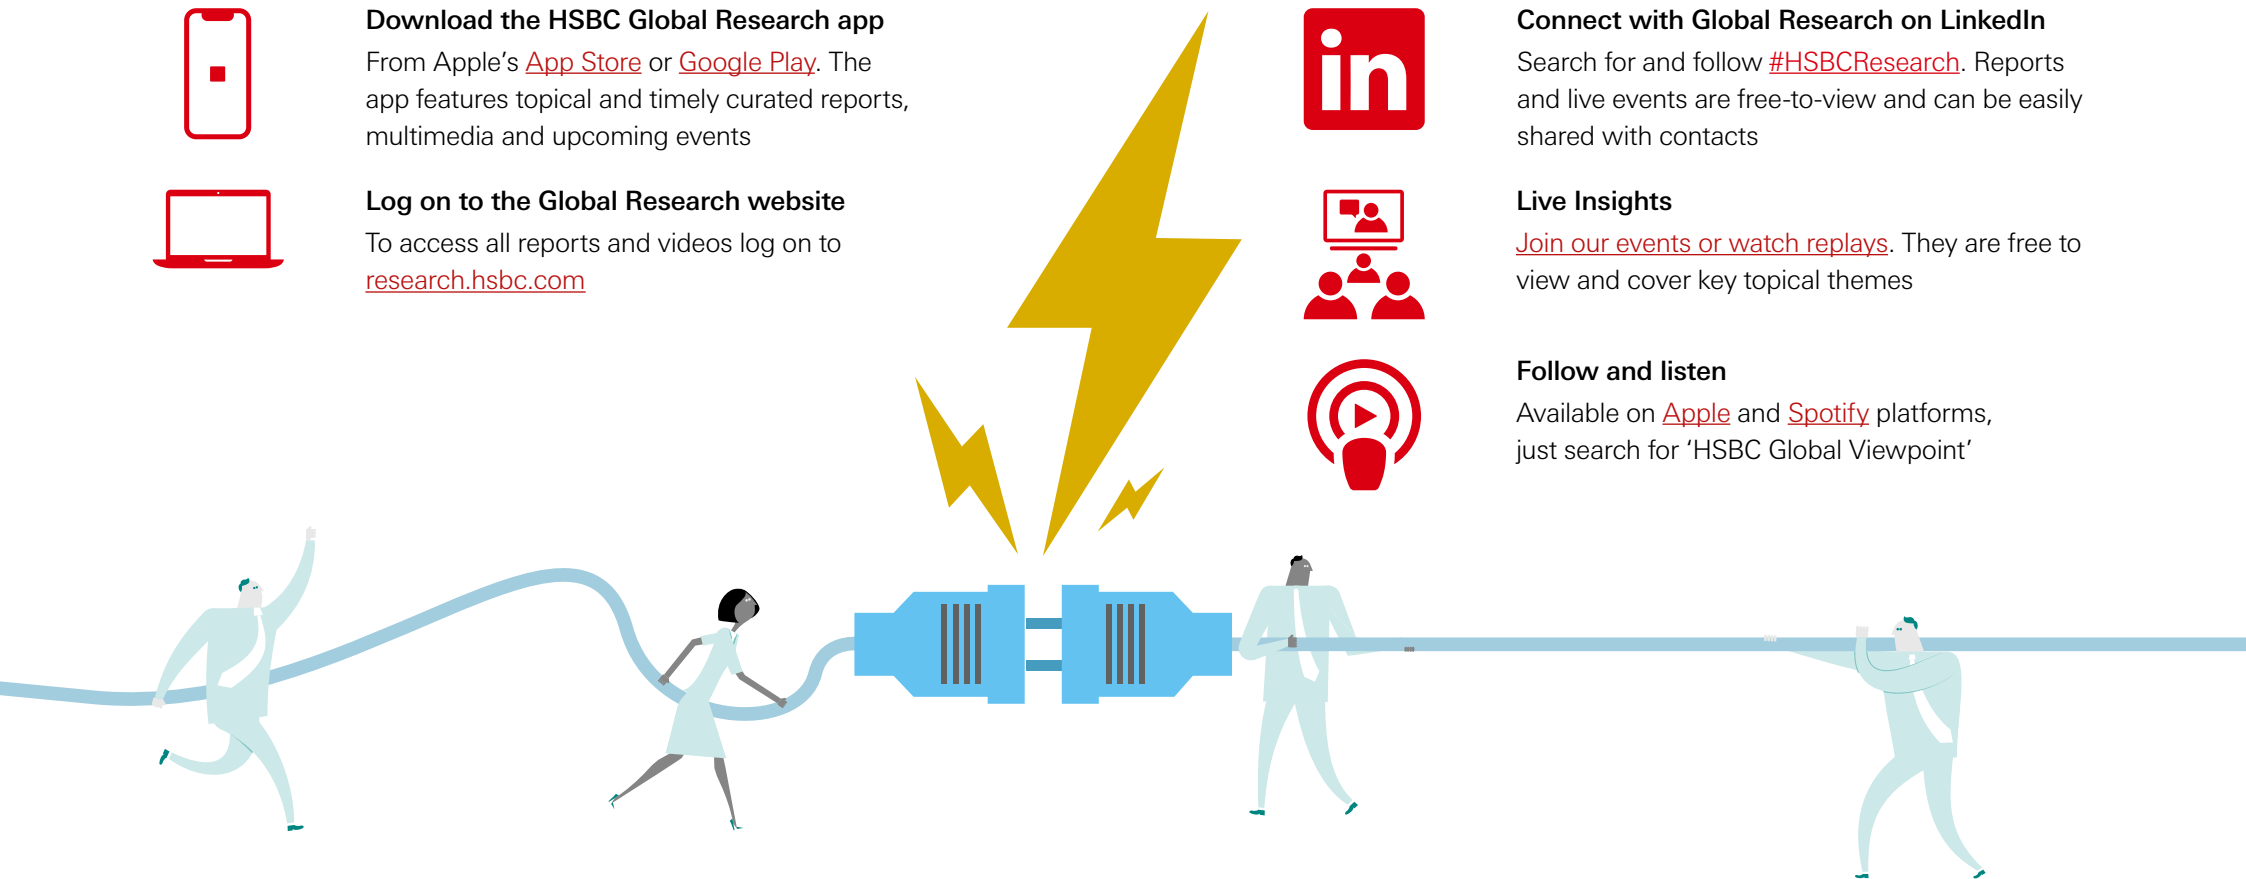 Download the HSBC Global Research app
From Apple’s App Store or Google Play. The
app features topical and timely curated reports,
multimedia and upcoming events
Log on to the Global Research website
To access all reports and videos log on to
research.hsbc.com
in
Connect with Global Research on LinkedIn
Search for and follow #HSBCResearch. Reports
and live events are free-to-view and can be easily
shared with contacts
Live Insights
Join our events or watch replays. They are free to
view and cover key topical themes
Follow and listen
Available on Apple and Spotify platforms,
just search for ‘HSBC Global Viewpoint’